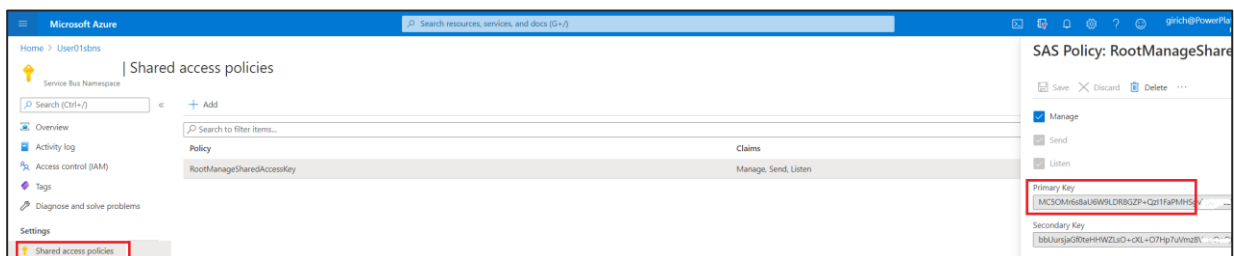 Microsoft Azure
Search resources, services, and docs (G+/)
girich@PowerPla
Home > User01sbns
| Shared access policies
Service Bus Namespace
Search (Ctrl+/)
«
+ Add
Overview
Activity log
Access control (IAM)
Tags
Diagnose and solve problems
Settings
Shared access policies
Search to filter items...
Policy Claims
RootManageSharedAccessKey Manage, Send, Listen
SAS Policy: RootManageShare
Save Discard Delete ...
Manage
Send
Listen
Primary Key
Secondary Key